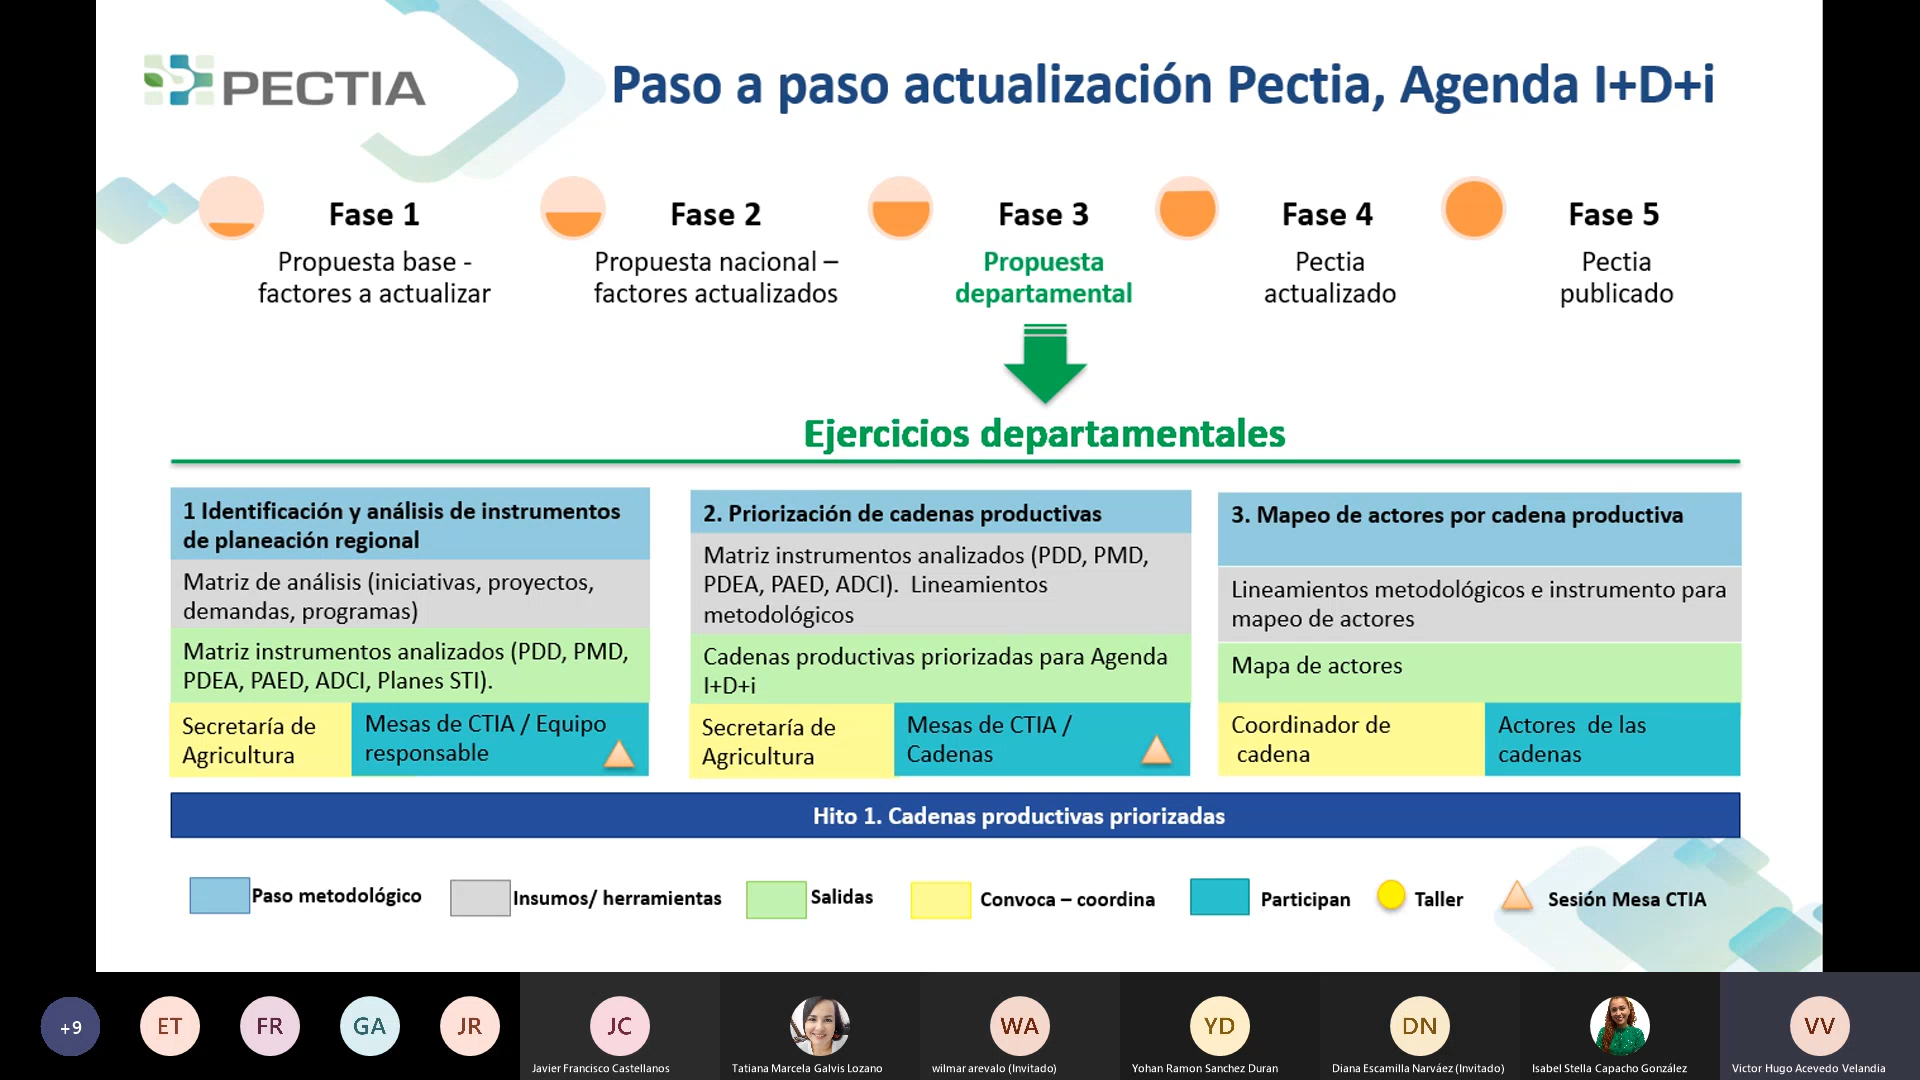 PECTIA
Paso a paso actualización Pectia, Agenda I+D+i
Fase 1
Propuesta base -
factores a actualizar
Fase 2
Propuesta nacional –
factores actualizados
Fase 3
Propuesta
departamental
Fase 4
Pectia
actualizado
Fase 5
Pectia
publicado
Ejercicios departamentales
1 Identificación y análisis de instrumentos
de planeación regional
Matriz de análisis (iniciativas, proyectos,
demandas, programas)
Matriz instrumentos analizados (PDD, PMD,
PDEA, PAED, ADCI, Planes STI).
Secretaría de
Agricultura
Mesas de CTIA / Equipo
responsable
2. Priorización de cadenas productivas
Matriz instrumentos analizados (PDD, PMD,
PDEA, PAED, ADCI). Lineamientos
metodológicos
Cadenas productivas priorizadas para Agenda
I+D+i
Secretaría de
Agricultura
Mesas de CTIA /
Cadenas
3. Mapeo de actores por cadena productiva
Lineamientos metodológicos e instrumento para
mapeo de actores
Mapa de actores
Coordinador de
cadena
Actores de las
cadenas
Hito 1. Cadenas productivas priorizadas
Paso metodológico
Insumos/ herramientas
Salidas
Convoca – coordina
Participan
Taller
Sesión Mesa CTIA
+9
ET
FR
GA
JR
JC
Javier Francisco Castellanos
Tatiana Marcela Galvis Lozano
WA
wilmar arevalo (Invitado)
YD
Yohan Ramon Sanchez Duran
DN
Diana Escamilla Narváez (Invitado)
Isabel Stella Capacho González
VV
Victor Hugo Acevedo Velandia